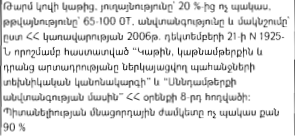 Թարմ կովի կաթից, յուղայնությունը՝ 20 %-ից ոչ պակաս,
թթվայնությունը՝ 65-100 0T, անվտանգությունը և մակնշումը՝
ըստ ՀՀ կառավարության 2006թ. դեկտեմբերի 21-ի N 1925-
Ն որոշմամբ հաստատված "Կաթին, կաթնամթերքին և
դրանց արտադրությանը ներկայացվող պահանջների
տեխնիկական կանոնակարգի" և "Սննդամթերքի
անվտանգության մասին" ՀՀ օրենքի 8-րդ հոդվածի:
Պիտանելիության մնացորդային ժամկետը ոչ պակաս քան
90 %